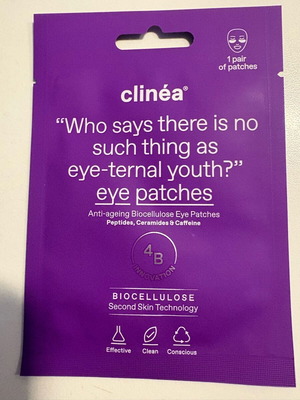 1 pair
of patches
clinéa®
“Who says there is no
such thing as
eye-ternal youth?”
eye patches
Anti-ageing Biocellulose Eye Patches
Peptides, Ceramides & Caffeine
4
B
INNOVATION
BIOCELLULOSE
Second Skin Technology
Effective
Clean
Conscious